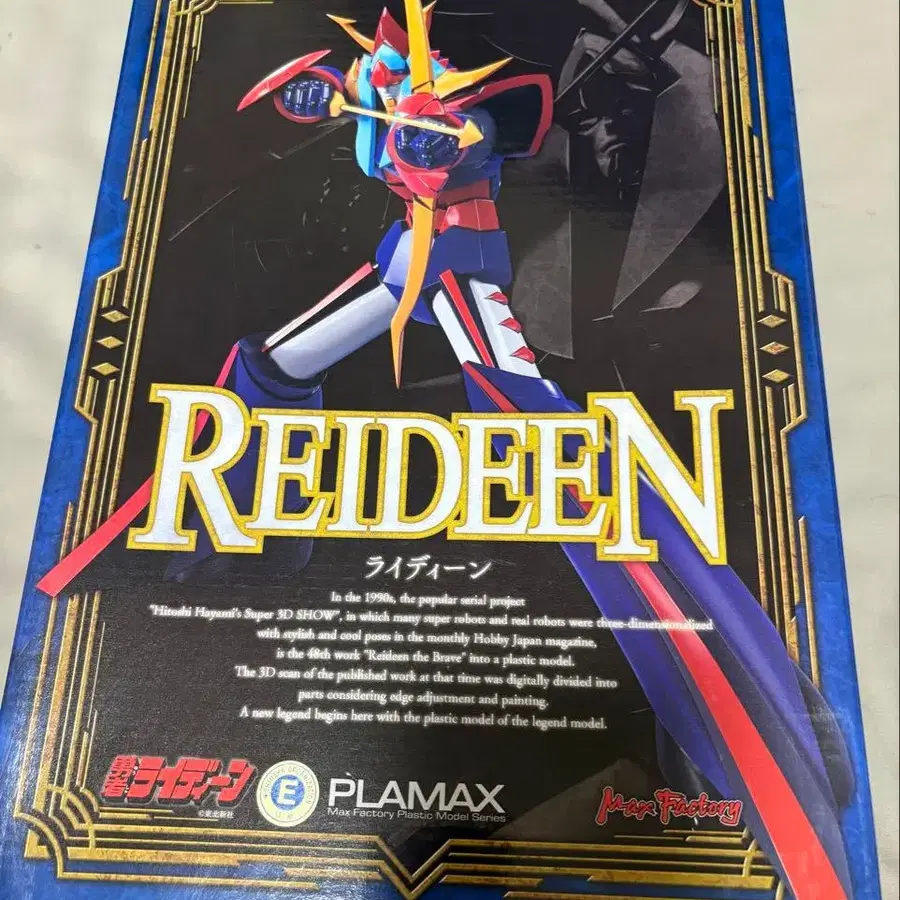 REIDEEN
ライディーン
In the 1990s, the popular serial project
"Hitoshi Hayami's Super 3D SHOW", in which many super robots and real robots were three-dimensionalized
with stylish and cool poses in the monthly Hobby Japan magazine,
is the 48th work "Reideen the Brave" into a plastic model.
The 3D scan of the published work at that time was digitally divided into
parts considering edge adjustment and painting.
A new legend begins here with the plastic model of the legend model.
勇者ライディーン
©東北新社
E
PLAMAX
Max Factory Plastic Model Series
Max Factory